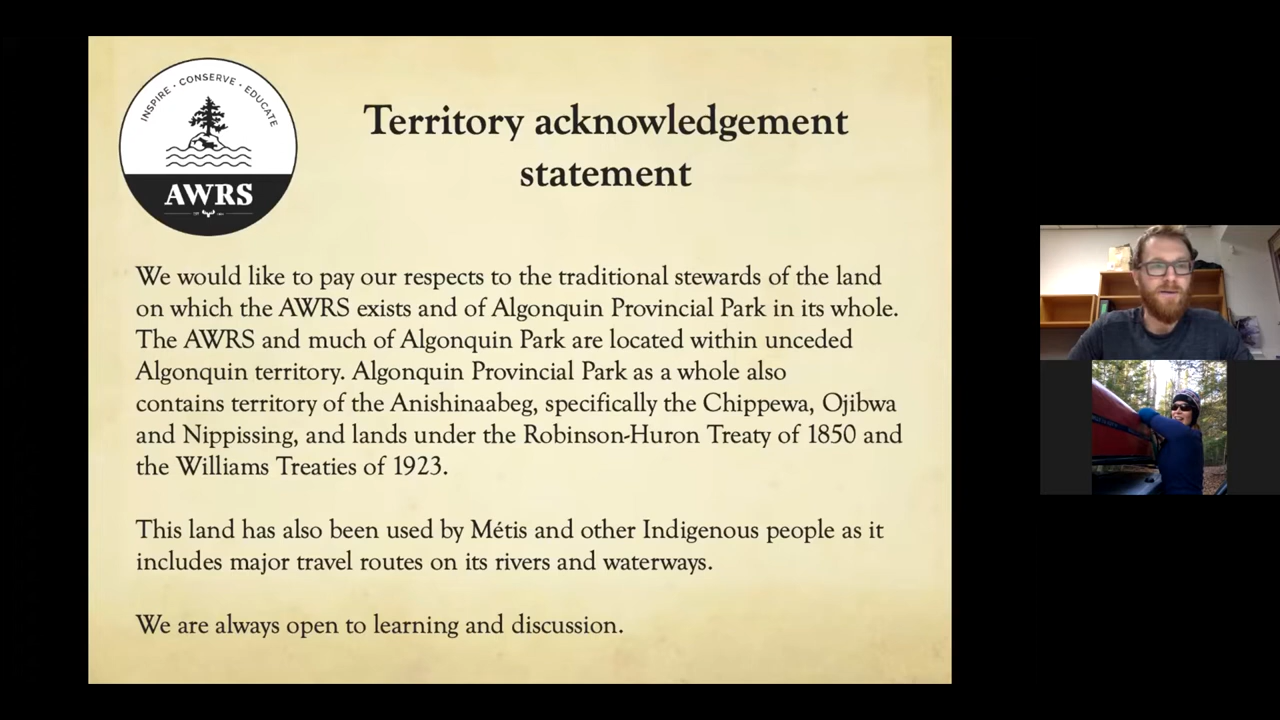 INSPIRE · CONSERVE · EDUCATE
AWRS
Territory acknowledgement
statement
We would like to pay our respects to the traditional stewards of the land
on which the AWRS exists and of Algonquin Provincial Park in its whole.
The AWRS and much of Algonquin Park are located within unceded
Algonquin territory. Algonquin Provincial Park as a whole also
contains territory of the Anishinaabeg, specifically the Chippewa, Ojibwa
and Nippissing, and lands under the Robinson-Huron Treaty of 1850 and
the Williams Treaties of 1923.
This land has also been used by Métis and other Indigenous people as it
includes major travel routes on its rivers and waterways.
We are always open to learning and discussion.